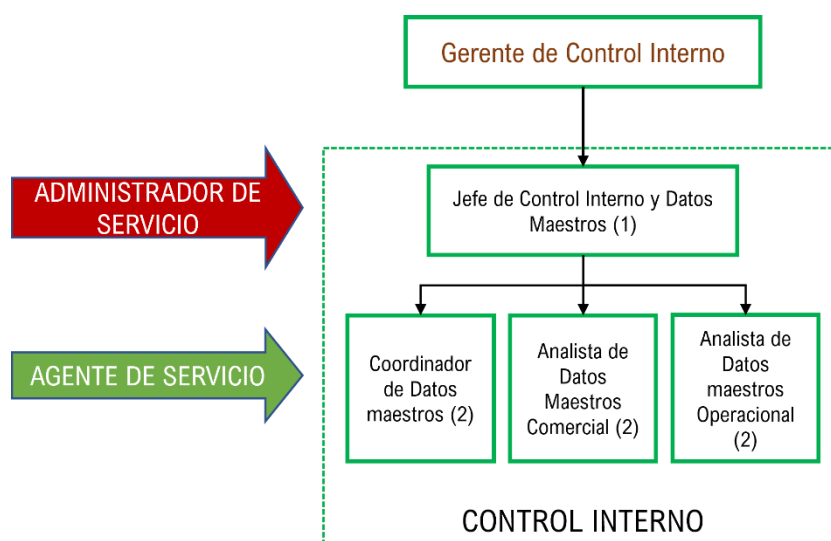 Gerente de Control Interno
ADMINISTRADOR DE
SERVICIO
Jefe de Control Interno y Datos
Maestros (1)
AGENTE DE SERVICIO
Coordinador
de Datos
maestros (2)
Analista de
Datos
Maestros
Comercial (2)
Analista de
Datos
maestros
Operacional
(2)
CONTROL INTERNO